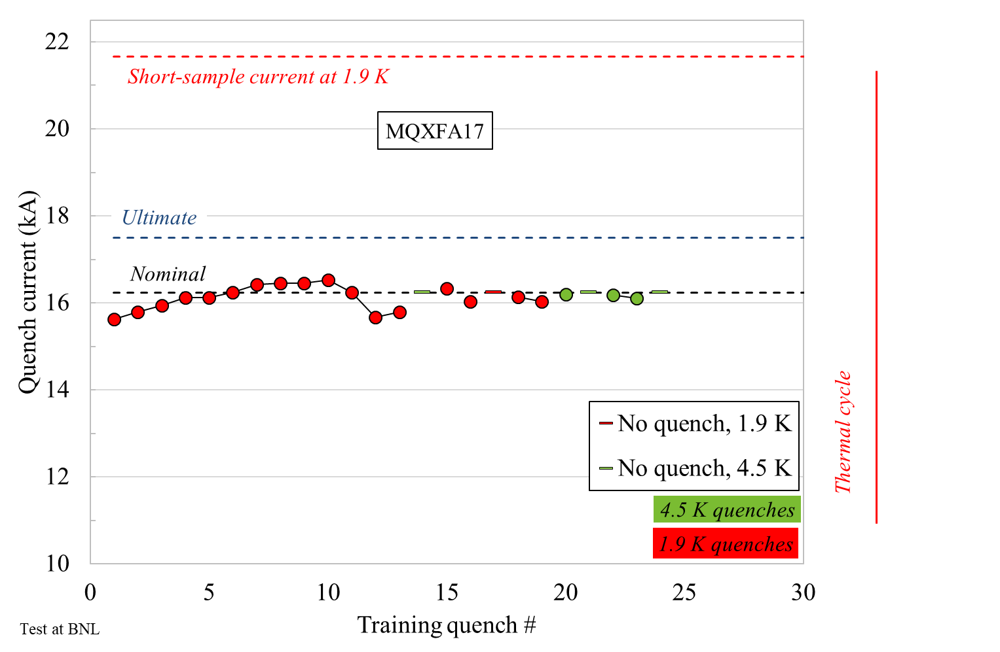 22
20
18
16
14
12
10
Quench current (kA)
Short-sample current at 1.9 K
MQXFA17
Ultimate
Nominal
No quench, 1.9 K
No quench, 4.5 K
4.5 K quenches
1.9 K quenches
Thermal cycle
0 5 10 15 20 25 30
Training quench #
Test at BNL